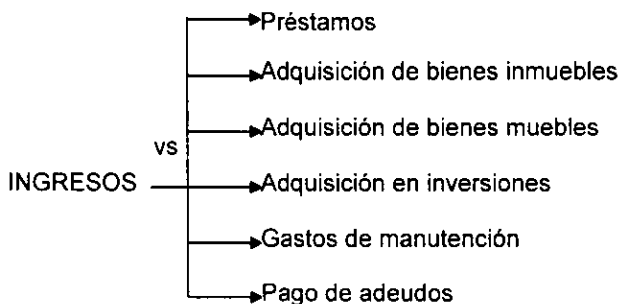 Préstamos
Adquisición de bienes inmuebles
Adquisición de bienes muebles
vs
INGRESOS
Adquisición en inversiones
Gastos de manutención
Pago de adeudos